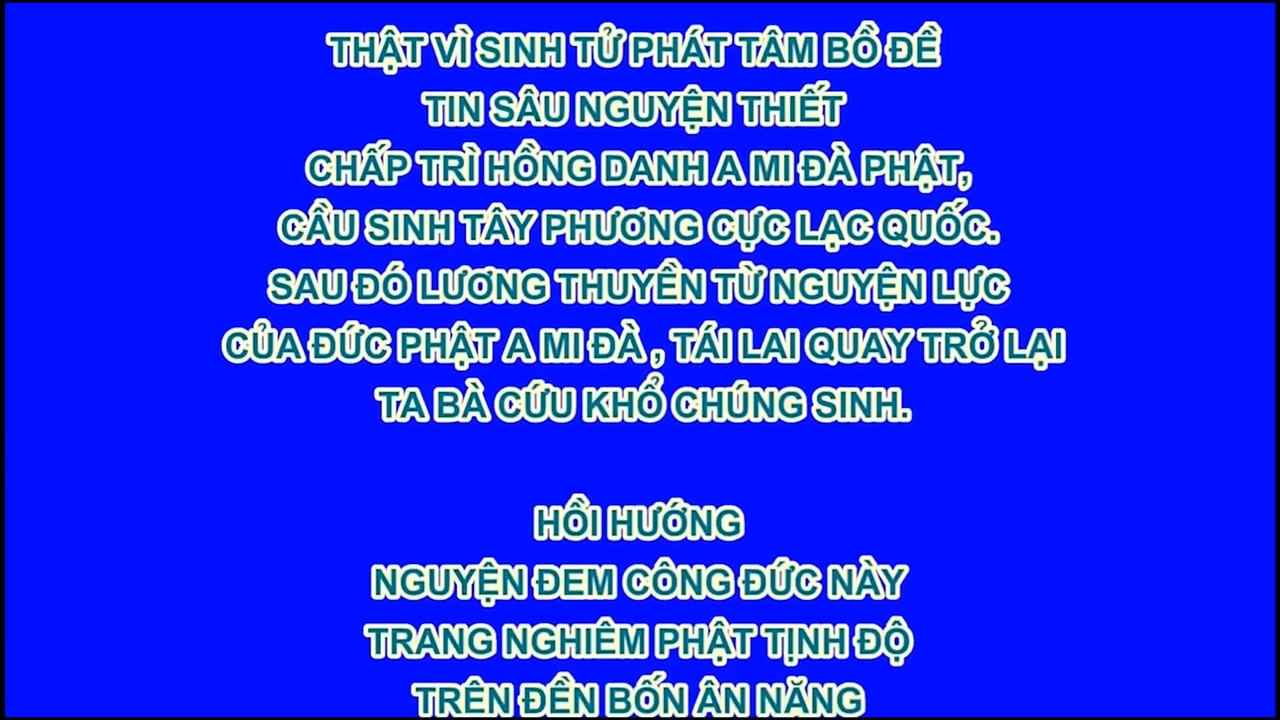 THẬT VÌ SINH TỬ PHÁT TÂM BỒ ĐỀ
TIN SÂU NGUYỆN THIẾT
CHẤP TRÌ HỒNG DANH A MI ĐÀ PHẬT,
CẦU SINH TÂY PHƯƠNG CỰC LẠC QUỐC.
SAU ĐÓ LƯƠNG THUYỀN TỪ NGUYỆN LỰC
CỦA ĐỨC PHẬT A MI ĐÀ , TÁI LAI QUAY TRỞ LẠI
TA BÀ CỨU KHỔ CHÚNG SINH.
HỒI HƯỚNG
NGUYỆN ĐEM CÔNG ĐỨC NÀY
TRANG NGHIÊM PHẬT TỊNH ĐỘ
TRÊN ĐỀN BỐN ÂN NẶNG